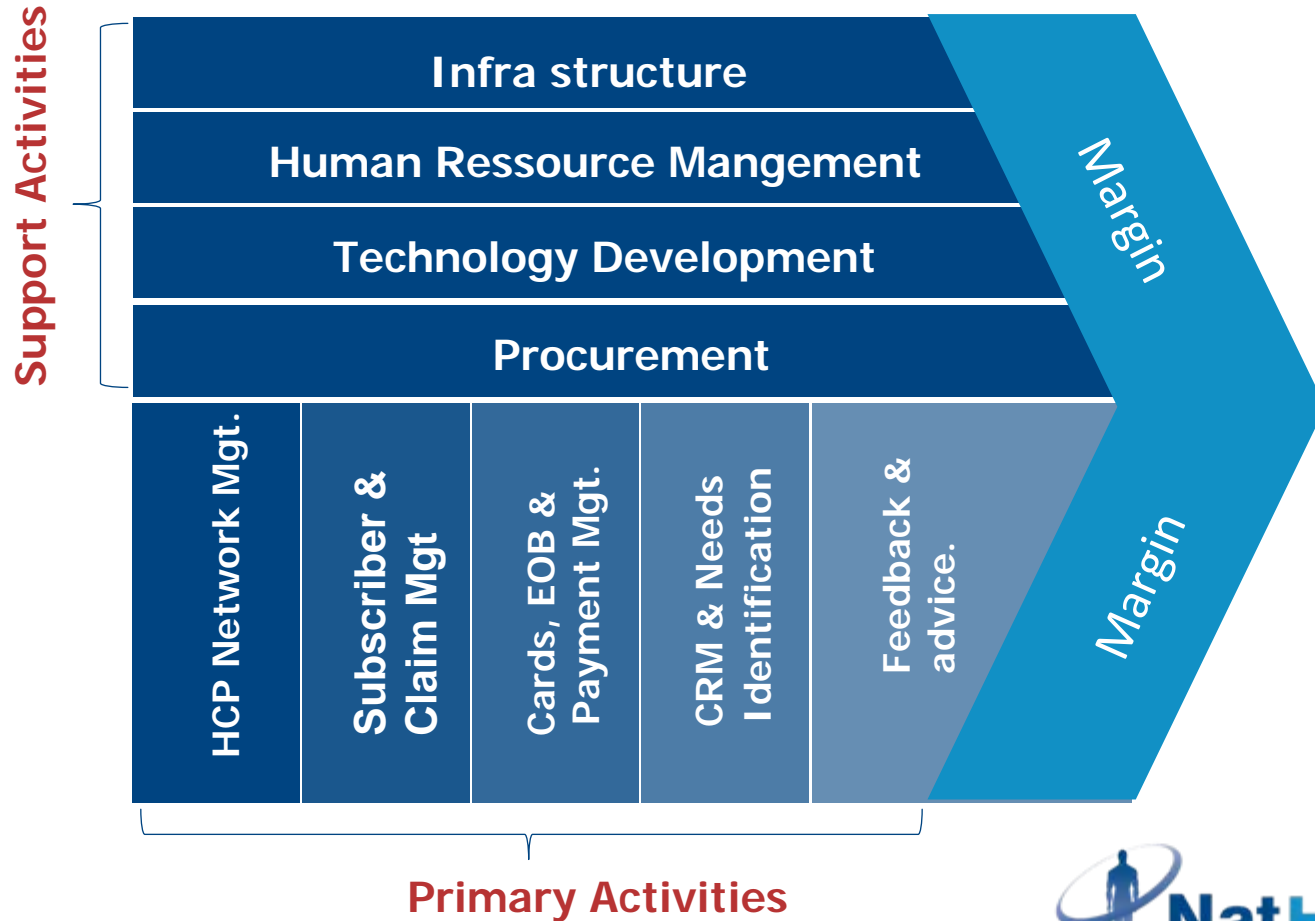 Support Activities
Infra structure
Human Ressource Mangement
Technology Development
Procurement
Margin
HCP Network Mgt.
Subscriber &
Claim Mgt
Cards, EOB &
Payment Mgt.
CRM & Needs
Identification
Feedback &
advice.
Margin
Primary Activities